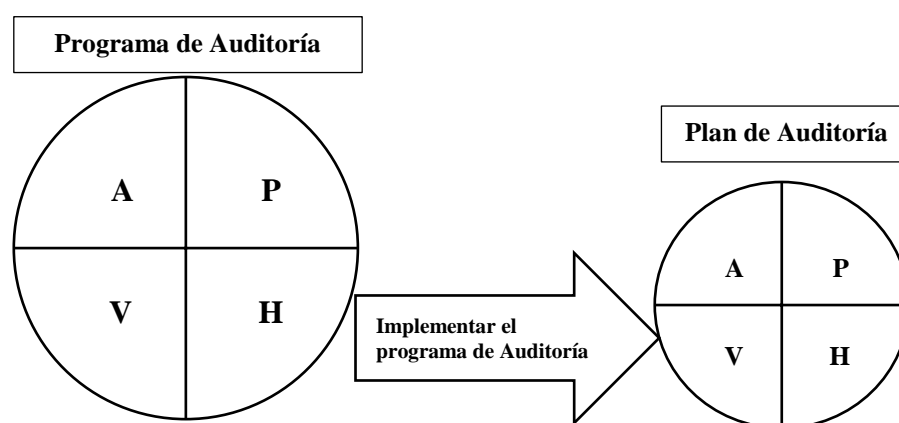 Programa de Auditoría
Plan de Auditoría
A P
V H
Implementar el
programa de Auditoría
A P
V H